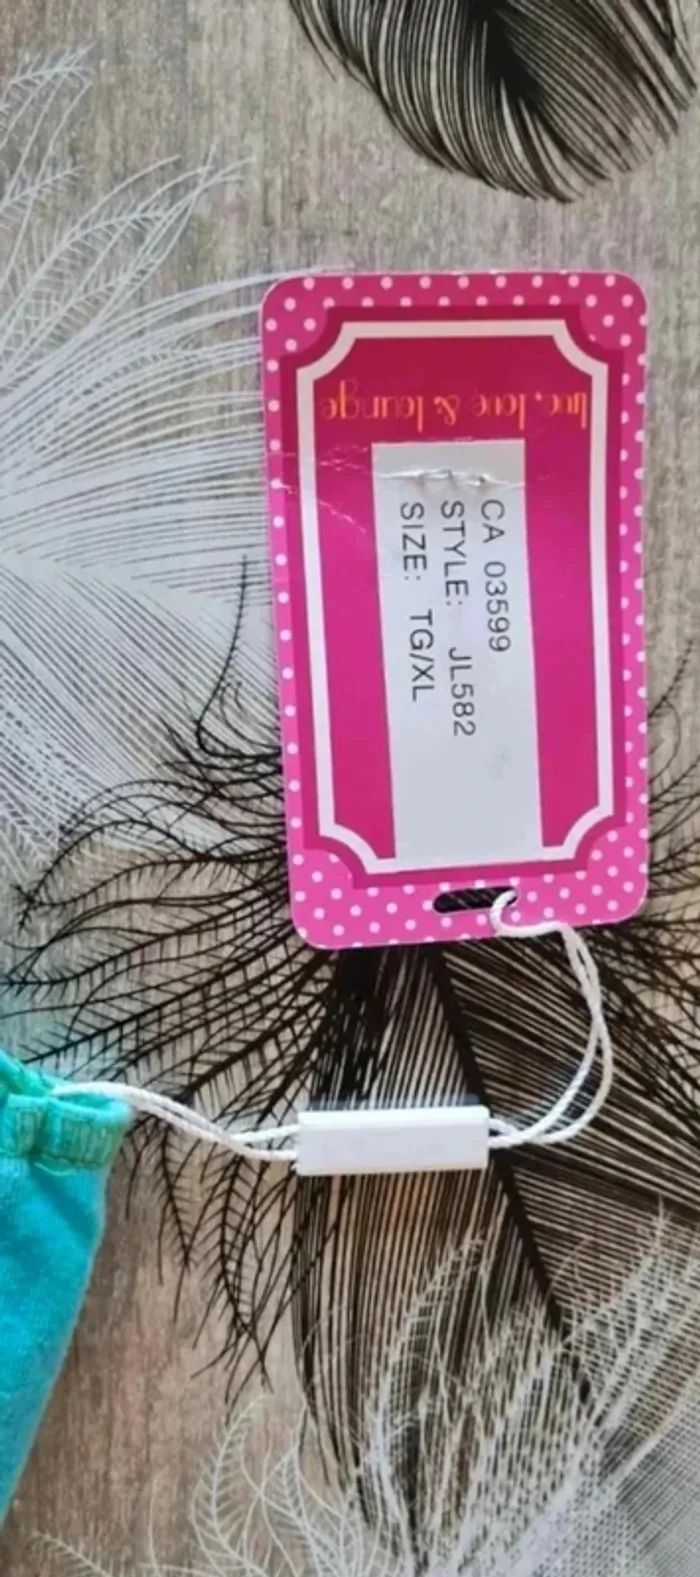 live, love & lounge
CA 03599
STYLE: JL582
SIZE: TG/XL